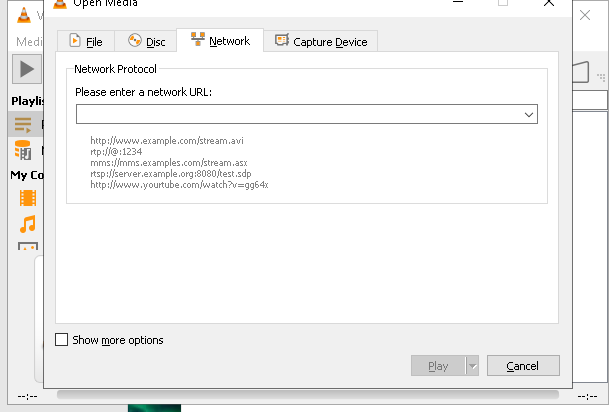 Open Media
Medi
File
Disc
Network
Capture Device
Network Protocol
Please enter a network URL:
Playlis
http://www.example.com/stream.avi
rtp://@:1234
mms://mms.examples.com/stream.asx
rtsp://server.example.org:8080/test.sdp
http://www.yourtube.com/watch?v=gg64x
My Co
Show more options
Play
Cancel
--:--
--:--